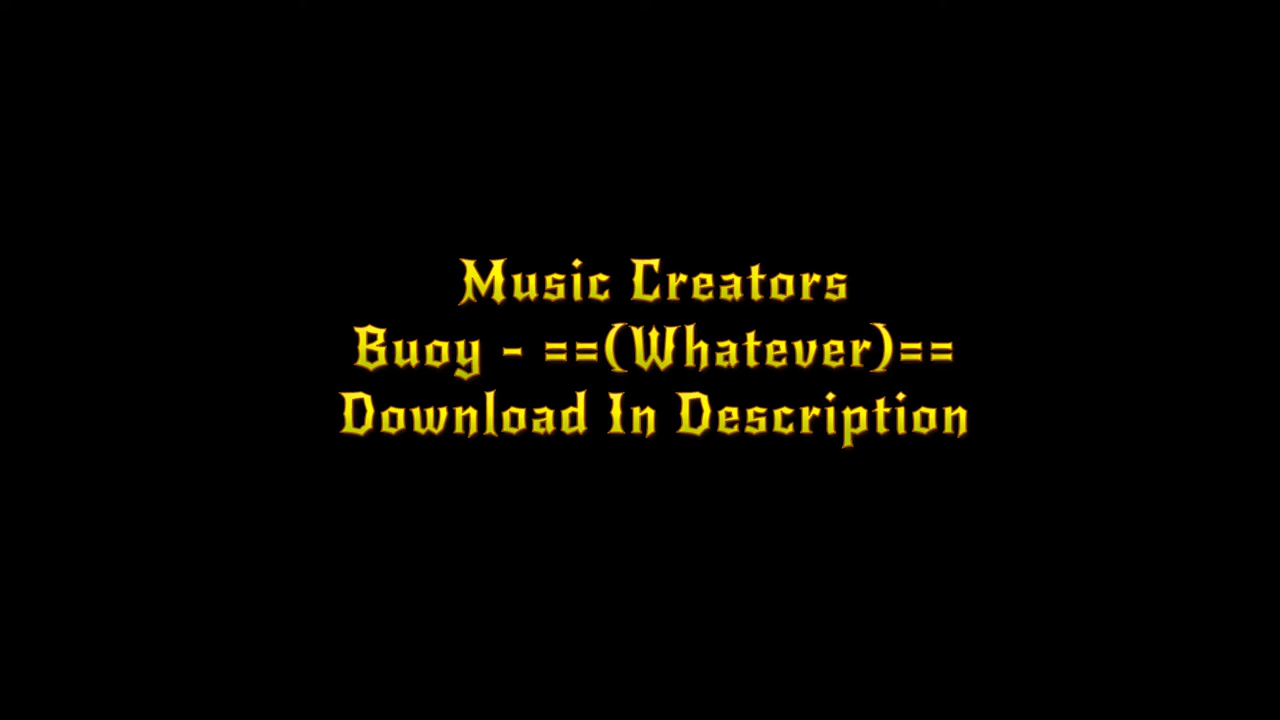 Music Creators
Buoy - ==(Whatever)==
Download In Description